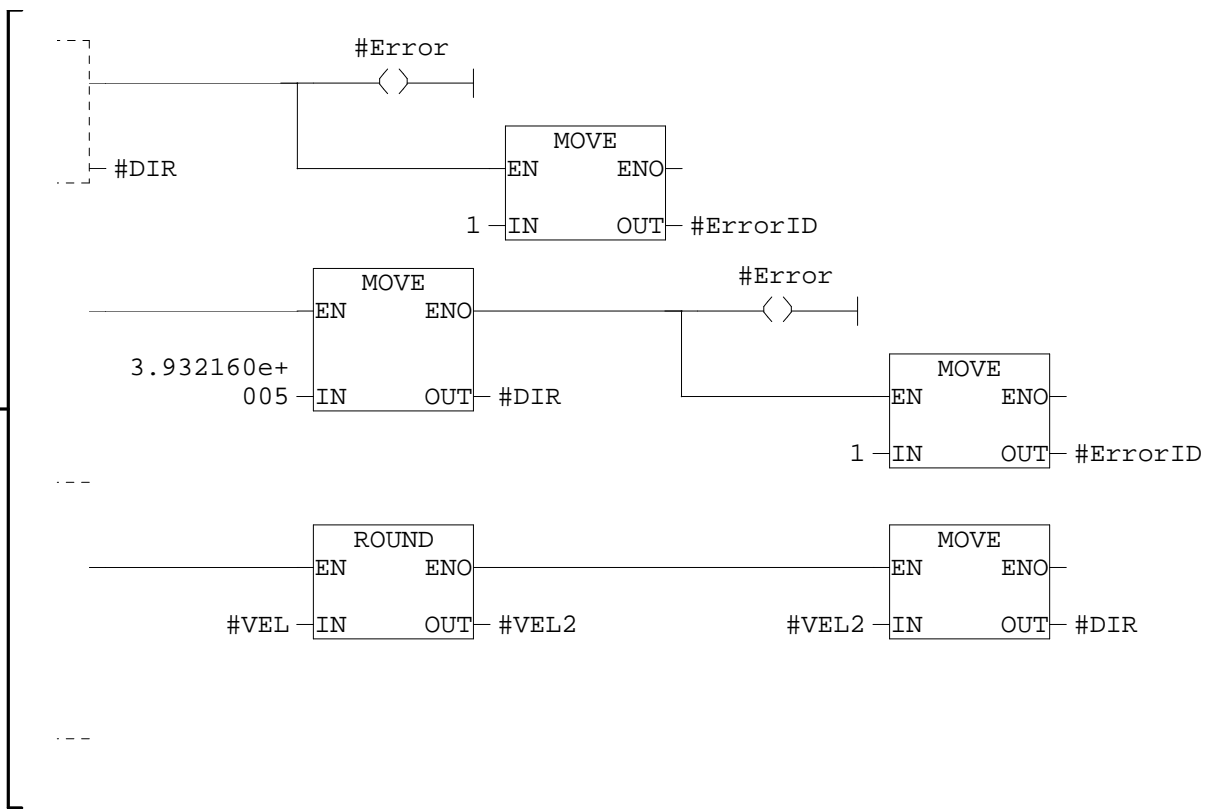 #Error
MOVE
#DIR
EN ENO
1 IN OUT #ErrorID
MOVE
#Error
EN ENO
3.932160e+
005 IN OUT #DIR
MOVE
EN ENO
1 IN OUT #ErrorID
ROUND MOVE
EN ENO EN ENO
#VEL IN OUT #VEL2 #VEL2 IN OUT #DIR